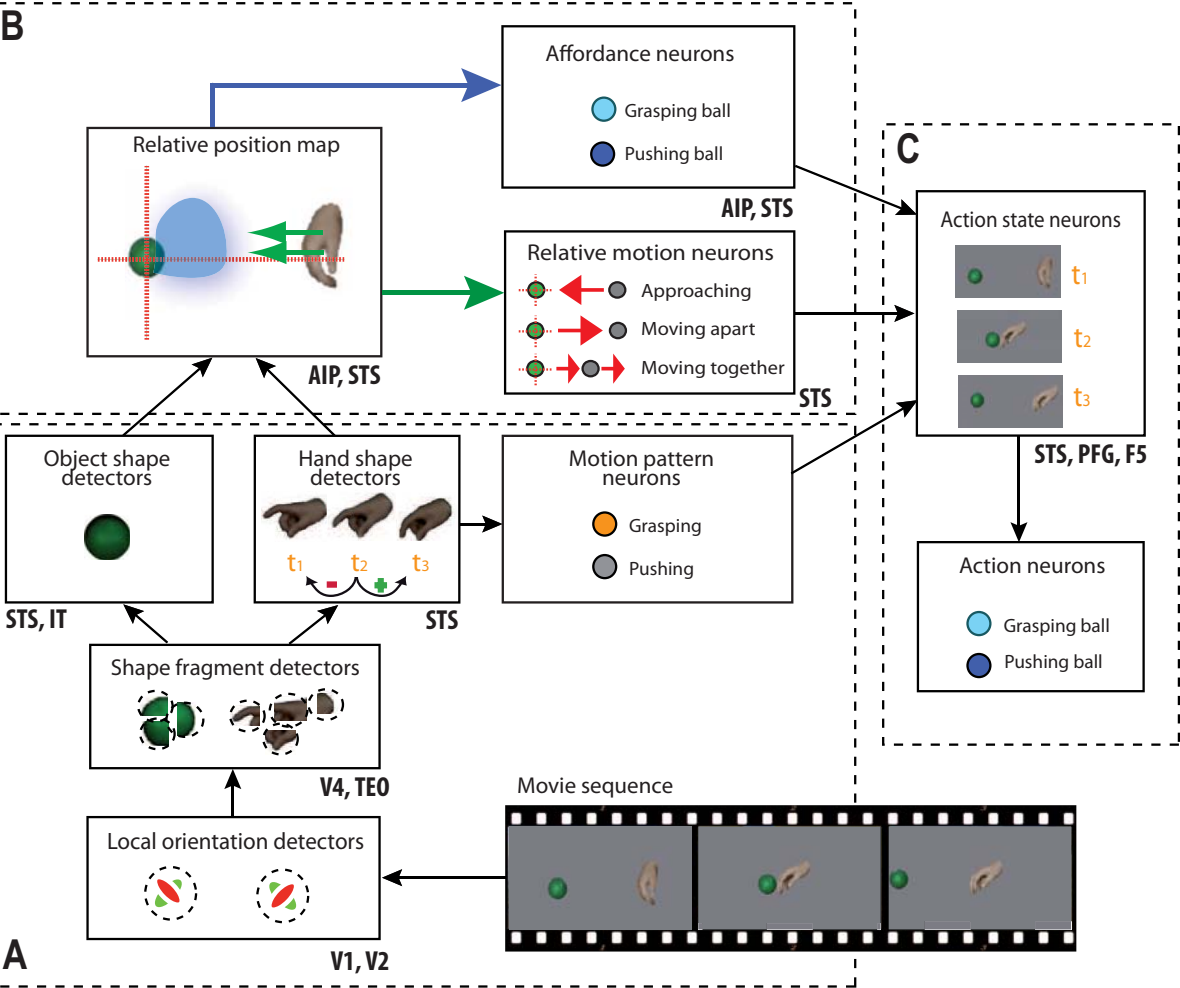 B
Affordance neurons
Grasping ball
Pushing ball
AIP, STS
Relative position map
AIP, STS
Relative motion neurons
Approaching
Moving apart
Moving together
STS
C
Action state neurons
t1
t2
t3
STS, PFG, F5
Object shape
detectors
STS, IT
Hand shape
detectors
t1 t2 t3
STS
Motion pattern
neurons
Grasping
Pushing
Action neurons
Grasping ball
Pushing ball
Shape fragment detectors
V4, TEO
Movie sequence
Local orientation detectors
V1, V2
A